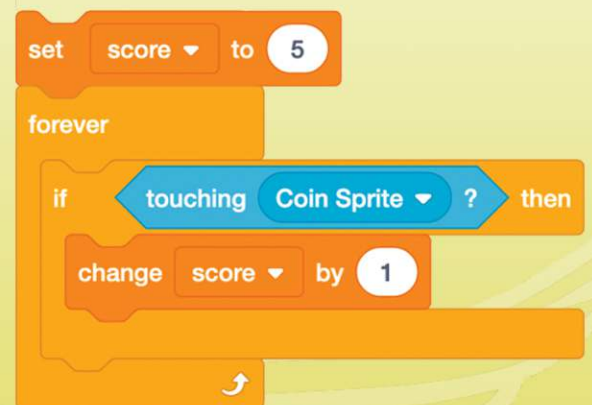 set score to 5
forever
if touching Coin Sprite ? then
change score by 1